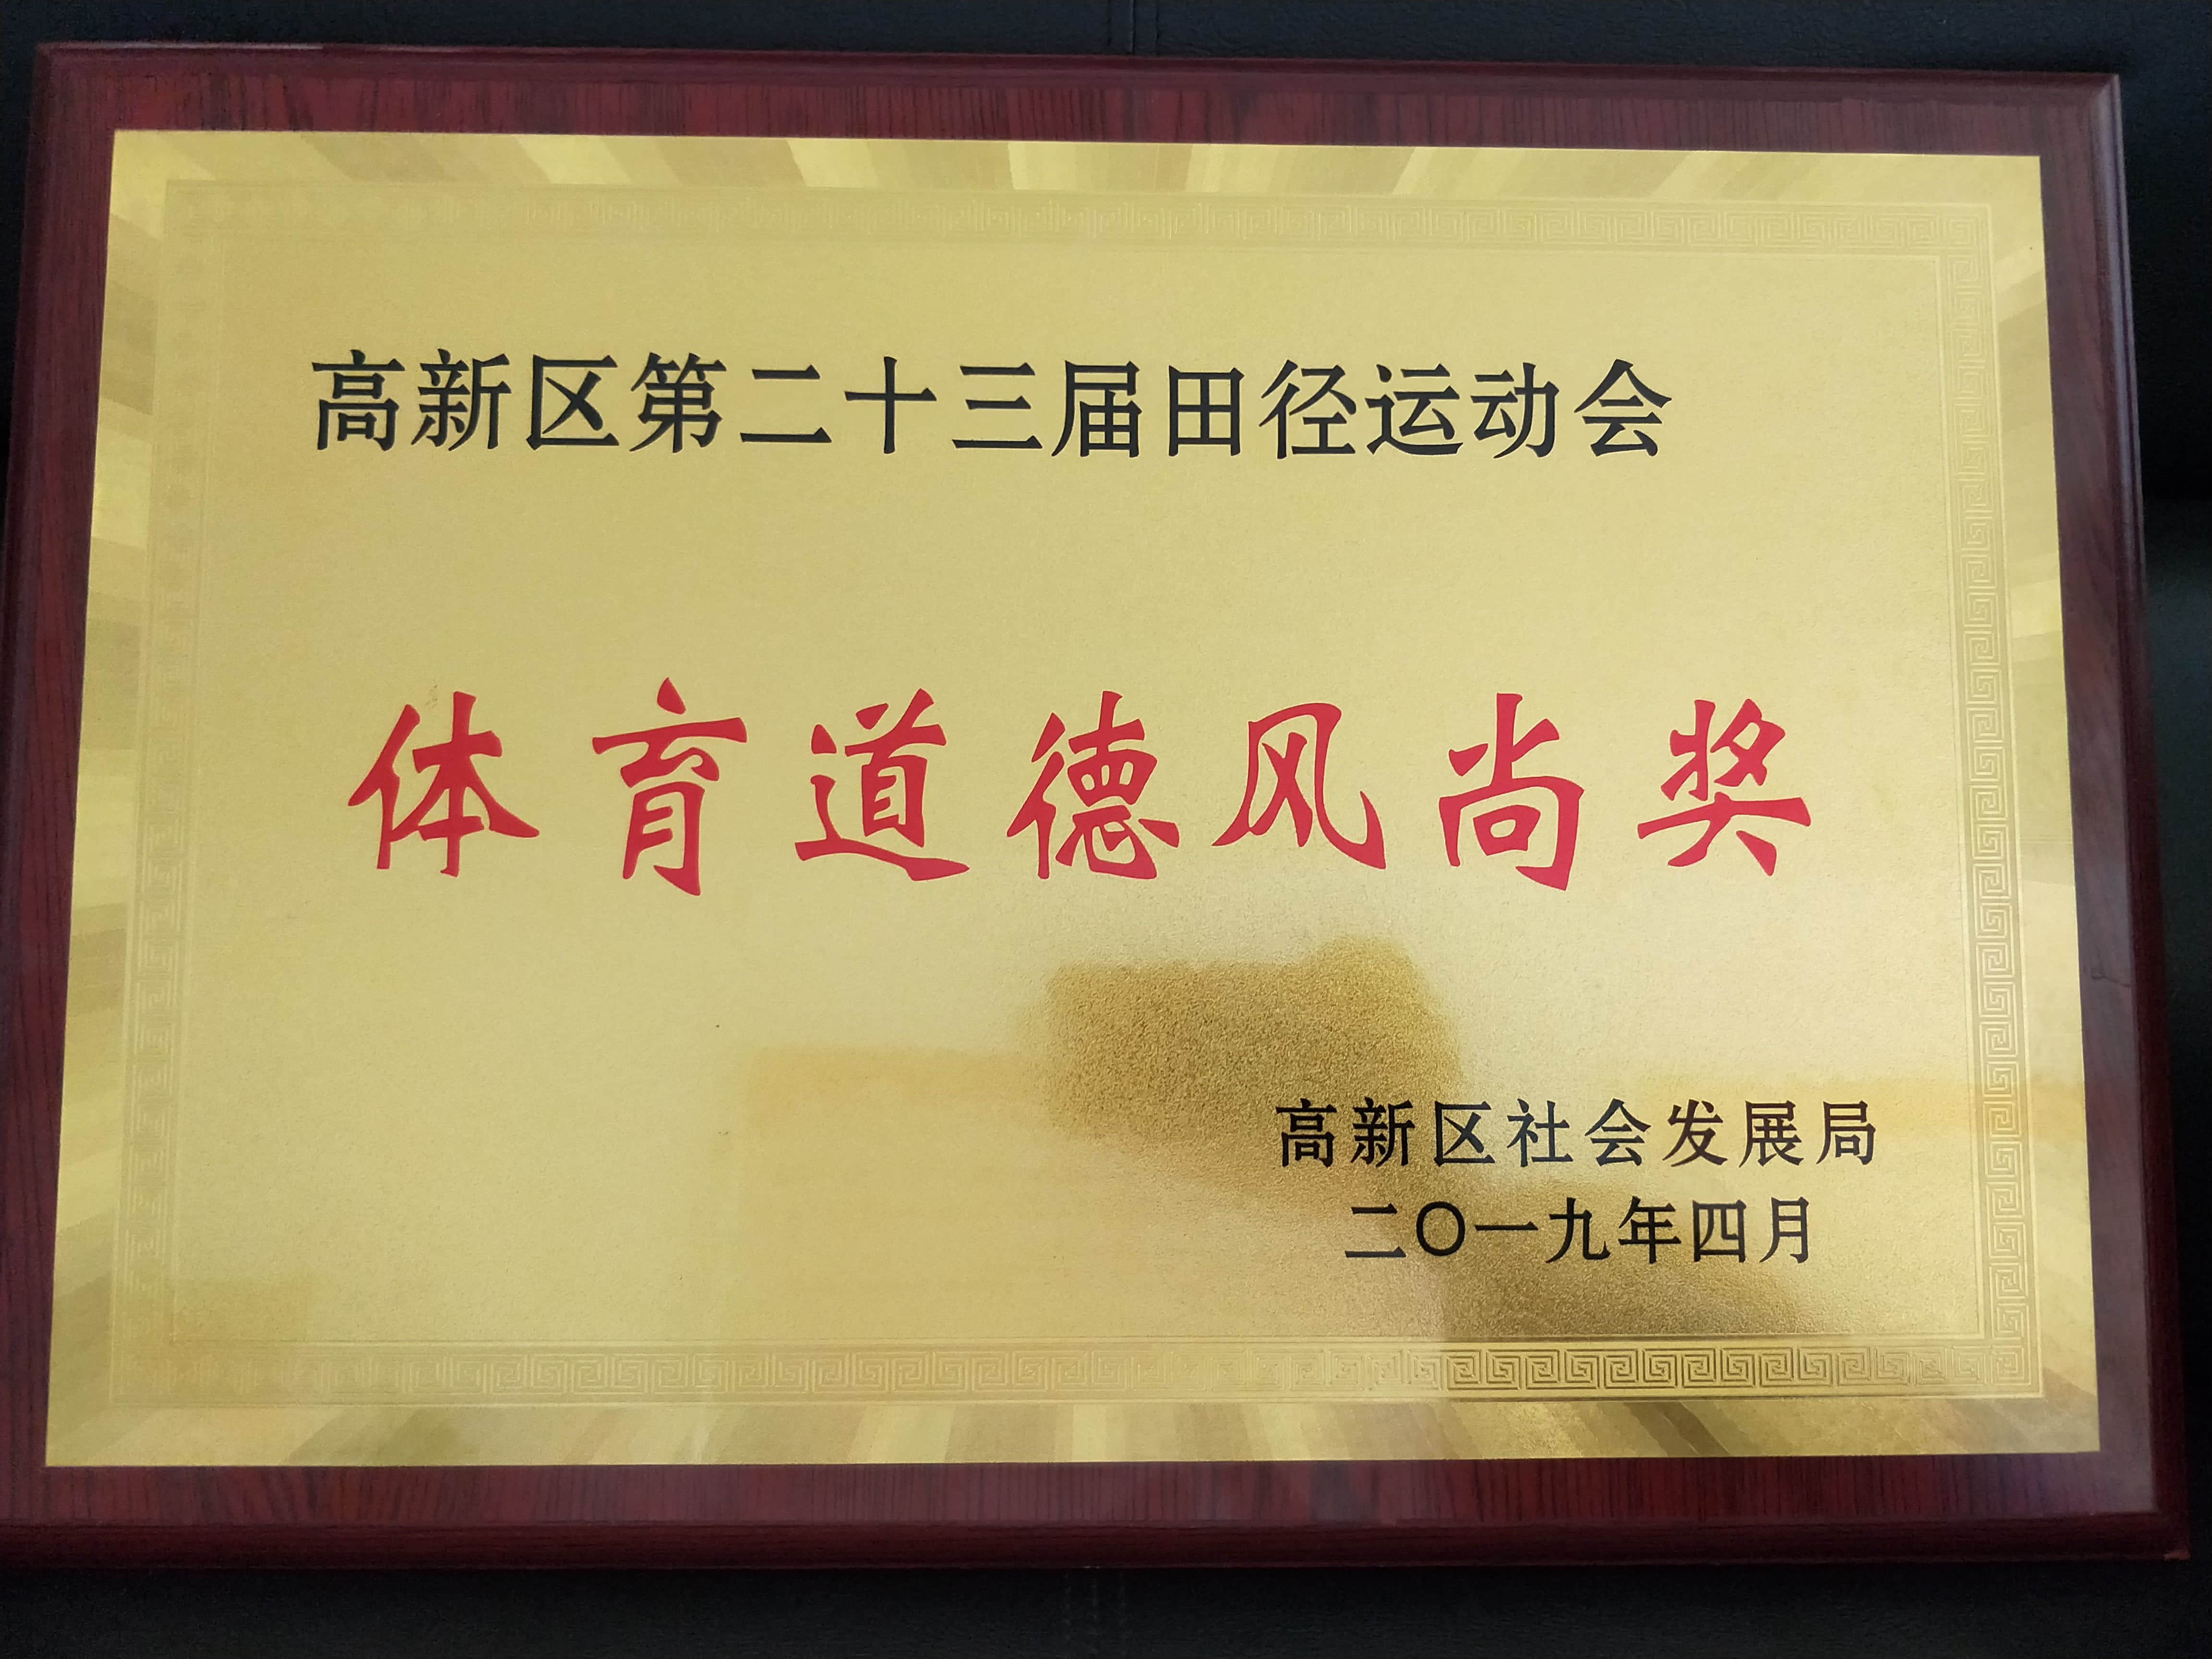 高新区第二十三届田径运动会
体育道德风尚奖
高新区社会发展局
二〇一九年四月